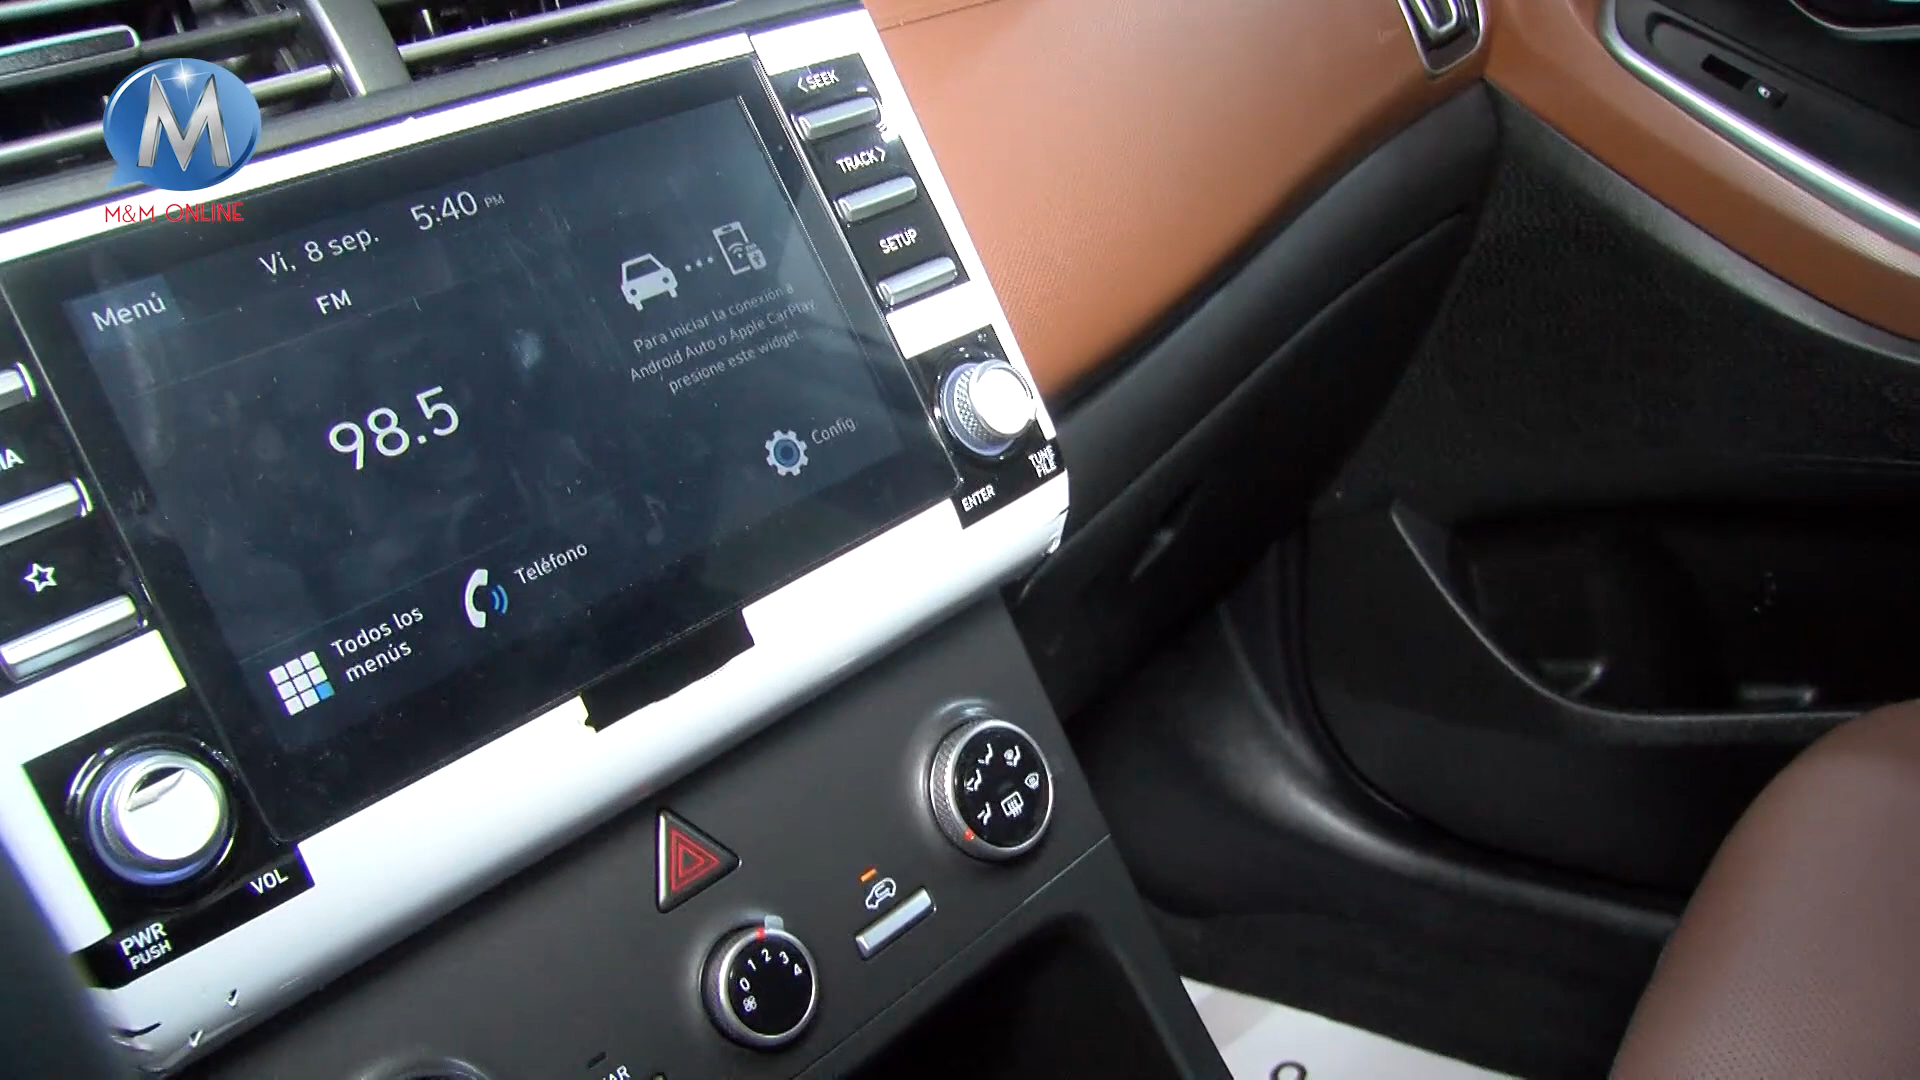 M
M&M ONLINE
Vi, 8 sep.
5:40 PM
Menú
FM
98.5
Para iniciar la conexión a
Android Auto o Apple CarPlay,
presione este widget.
Config.
Teléfono
Todos los
menús
< SEEK
TRACK >
SETUP
TUNE
FILE
ENTER
VOL
PWR
PUSH
0 1 2 3 4